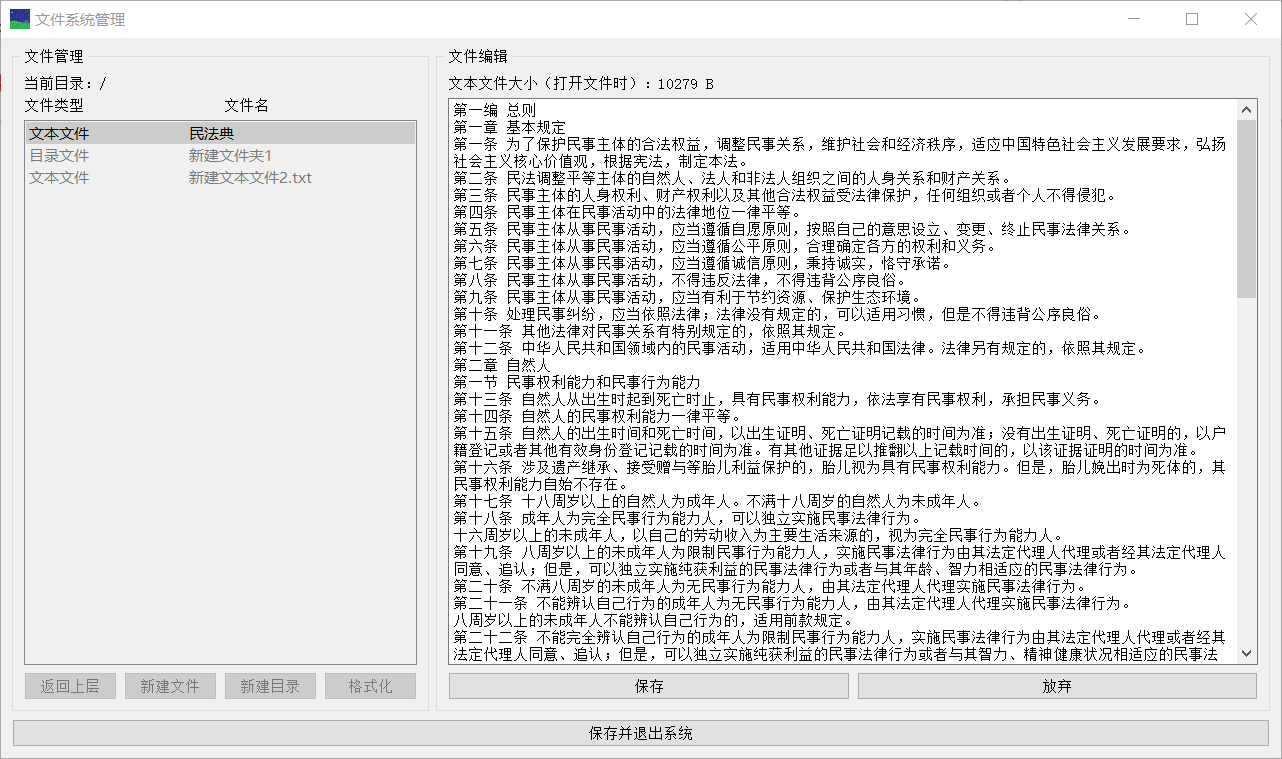 文件系统管理
文件管理
当前目录：/
文件类型 文件名
文本文件 民法典
目录文件 新建文件夹1
文本文件 新建文本文件2.txt
返回上层 新建文件 新建目录 格式化
文件编辑
文本文件大小（打开文件时）：10279 B
第一编 总则
第一章 基本规定
第一条 为了保护民事主体的合法权益，调整民事关系，维护社会和经济秩序，适应中国特色社会主义发展要求，弘扬
社会主义核心价值观，根据宪法，制定本法。
第二条 民法调整平等主体的自然人、法人和非法人组织之间的人身关系和财产关系。
第三条 民事主体的人身权利、财产权利以及其他合法权益受法律保护，任何组织或者个人不得侵犯。
第四条 民事主体在民事活动中的法律地位一律平等。
第五条 民事主体从事民事活动，应当遵循自愿原则，按照自己的意思设立、变更、终止民事法律关系。
第六条 民事主体从事民事活动，应当遵循公平原则，合理确定各方的权利和义务。
第七条 民事主体从事民事活动，应当遵循诚信原则，秉持诚实，恪守承诺。
第八条 民事主体从事民事活动，不得违反法律，不得违背公序良俗。
第九条 民事主体从事民事活动，应当有利于节约资源、保护生态环境。
第十条 处理民事纠纷，应当依照法律；法律没有规定的，可以适用习惯，但是不得违背公序良俗。
第十一条 其他法律对民事关系有特别规定的，依照其规定。
第十二条 中华人民共和国领域内的民事活动，适用中华人民共和国法律。法律另有规定的，依照其规定。
第二章 自然人
第一节 民事权利能力和民事行为能力
第十三条 自然人从出生时起到死亡时止，具有民事权利能力，依法享有民事权利，承担民事义务。
第十四条 自然人的民事权利能力一律平等。
第十五条 自然人的出生时间和死亡时间，以出生证明、死亡证明记载的时间为准；没有出生证明、死亡证明的，以户
籍登记或者其他有效身份登记记载的时间为准。有其他证据足以推翻以上记载时间的，以该证据证明的时间为准。
第十六条 涉及遗产继承、接受赠与等胎儿利益保护的，胎儿视为具有民事权利能力。但是，胎儿娩出时为死体的，其
民事权利能力自始不存在。
第十七条 十八周岁以上的自然人为成年人。不满十八周岁的自然人为未成年人。
第十八条 成年人为完全民事行为能力人，可以独立实施民事法律行为。
十六周岁以上的未成年人，以自己的劳动收入为主要生活来源的，视为完全民事行为能力人。
第十九条 八周岁以上的未成年人为限制民事行为能力人，实施民事法律行为由其法定代理人代理或者经其法定代理人
同意、追认；但是，可以独立实施纯获利益的民事法律行为或者与其年龄、智力相适应的民事法律行为。
第二十条 不满八周岁的未成年人为无民事行为能力人，由其法定代理人代理实施民事法律行为。
第二十一条 不能辨认自己行为的成年人为无民事行为能力人，由其法定代理人代理实施民事法律行为。
八周岁以上的未成年人不能辨认自己行为的，适用前款规定。
第二十二条 不能完全辨认自己行为的成年人为限制民事行为能力人，实施民事法律行为由其法定代理人代理或者经其
法定代理人同意、追认；但是，可以独立实施纯获利益的民事法律行为或者与其智力、精神健康状况相适应的民事法
保存 放弃
保存并退出系统